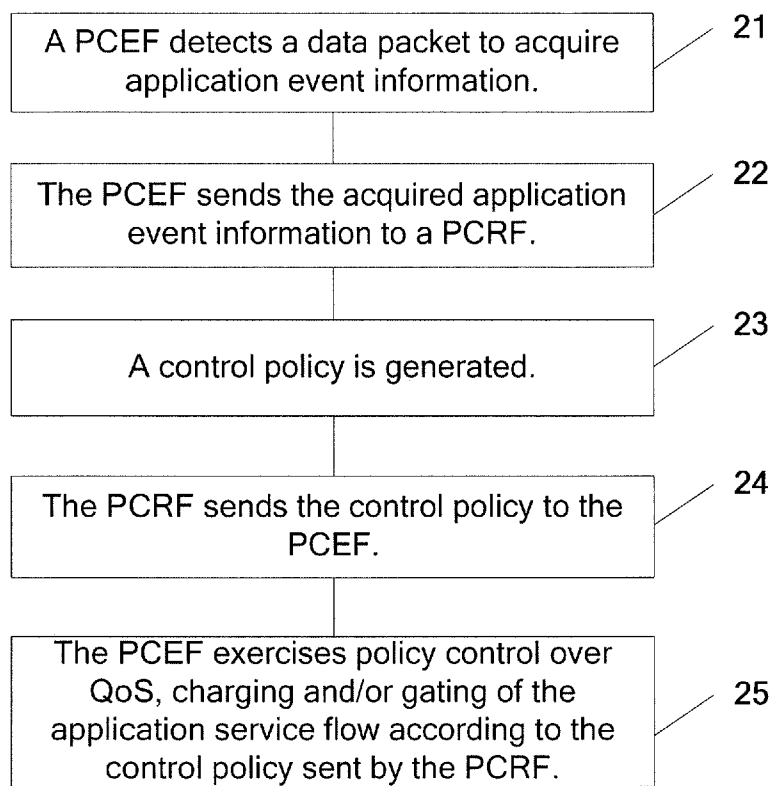 A PCEF detects a data packet to acquire
application event information.
21
The PCEF sends the acquired application
event information to a PCRF.
22
A control policy is generated.
23
The PCRF sends the control policy to the
PCEF.
24
The PCEF exercises policy control over
QoS, charging and/or gating of the
application service flow according to the
control policy sent by the PCRF.
25